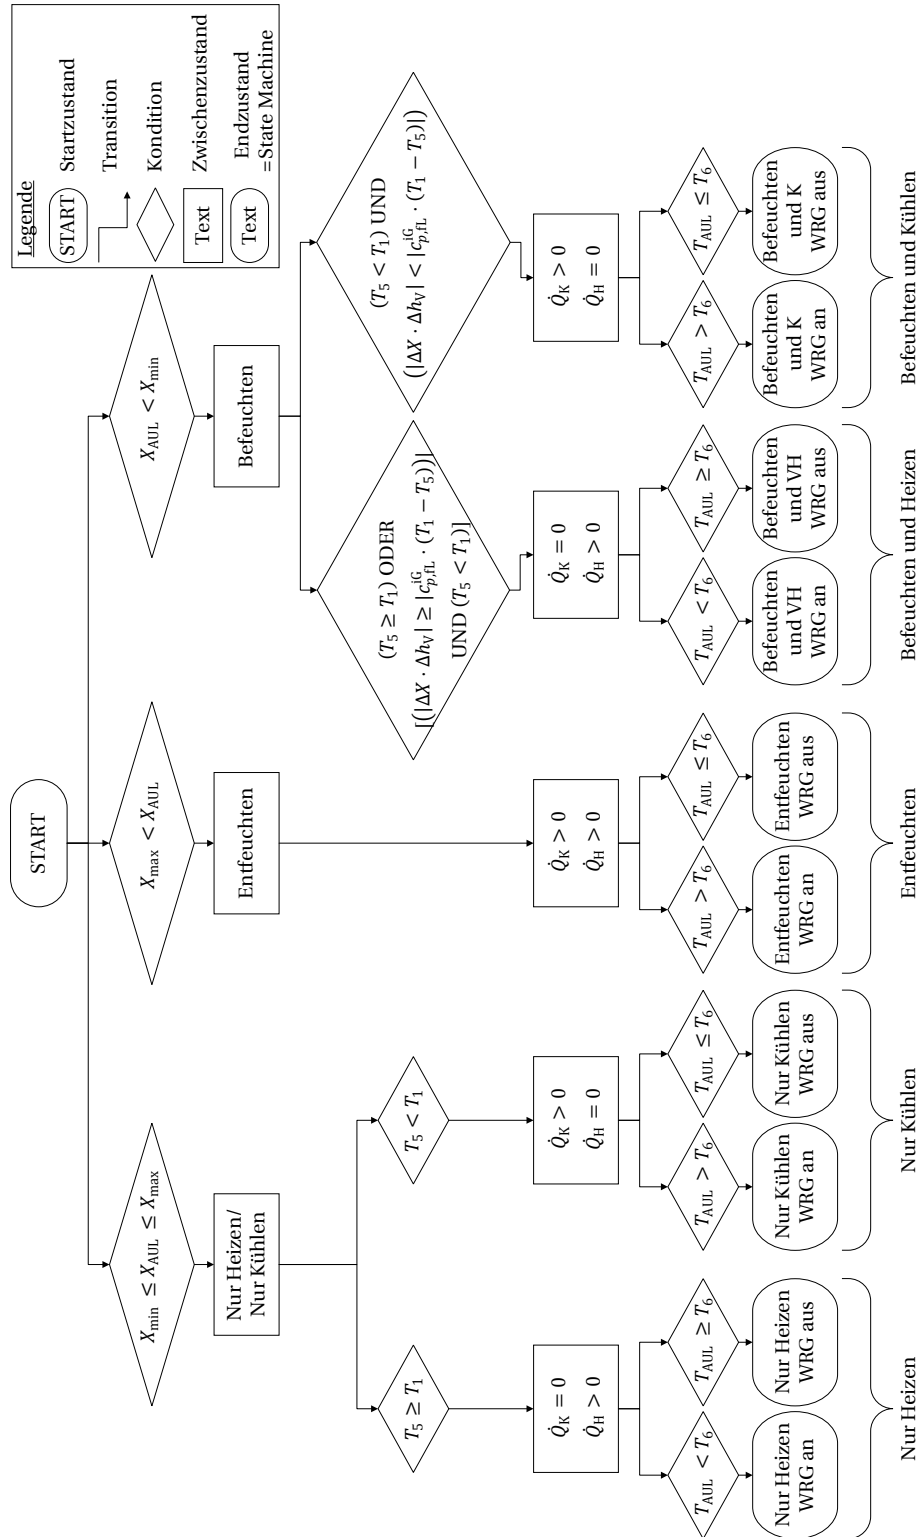 START
X_min ≤ X_AUL ≤ X_max
X_max < X_AUL
X_AUL < X_min
Legende
START
Startzustand
Transition
Kondition
Text
Zwischenzustand
Text
Endzustand
=State Machine
Nur Heizen/
Nur Kühlen
Entfeuchten
Befeuchten
T_5 ≥ T_1
T_5 < T_1
(T_5 ≥ T_1) ODER
[(|ΔX · Δh_V| ≥ |c_{p,fL}^{iG} · (T_1 − T_5))|
UND (T_5 < T_1)]
(T_5 < T_1) UND
(|ΔX · Δh_V| < |c_{p,fL}^{iG} · (T_1 − T_5)|)
Q̇_K = 0
Q̇_H > 0
Q̇_K > 0
Q̇_H = 0
Q̇_K > 0
Q̇_H > 0
Q̇_K = 0
Q̇_H > 0
Q̇_K > 0
Q̇_H = 0
T_AUL < T_6
T_AUL ≥ T_6
T_AUL > T_6
T_AUL ≤ T_6
T_AUL > T_6
T_AUL ≤ T_6
T_AUL < T_6
T_AUL ≥ T_6
T_AUL > T_6
T_AUL ≤ T_6
Nur Heizen
WRG an
Nur Heizen
WRG aus
Nur Kühlen
WRG an
Nur Kühlen
WRG aus
Entfeuchten
WRG an
Entfeuchten
WRG aus
Befeuchten
und VH
WRG an
Befeuchten
und VH
WRG aus
Befeuchten
und K
WRG an
Befeuchten
und K
WRG aus
Nur Heizen
Nur Kühlen
Entfeuchten
Befeuchten und Heizen
Befeuchten und Kühlen